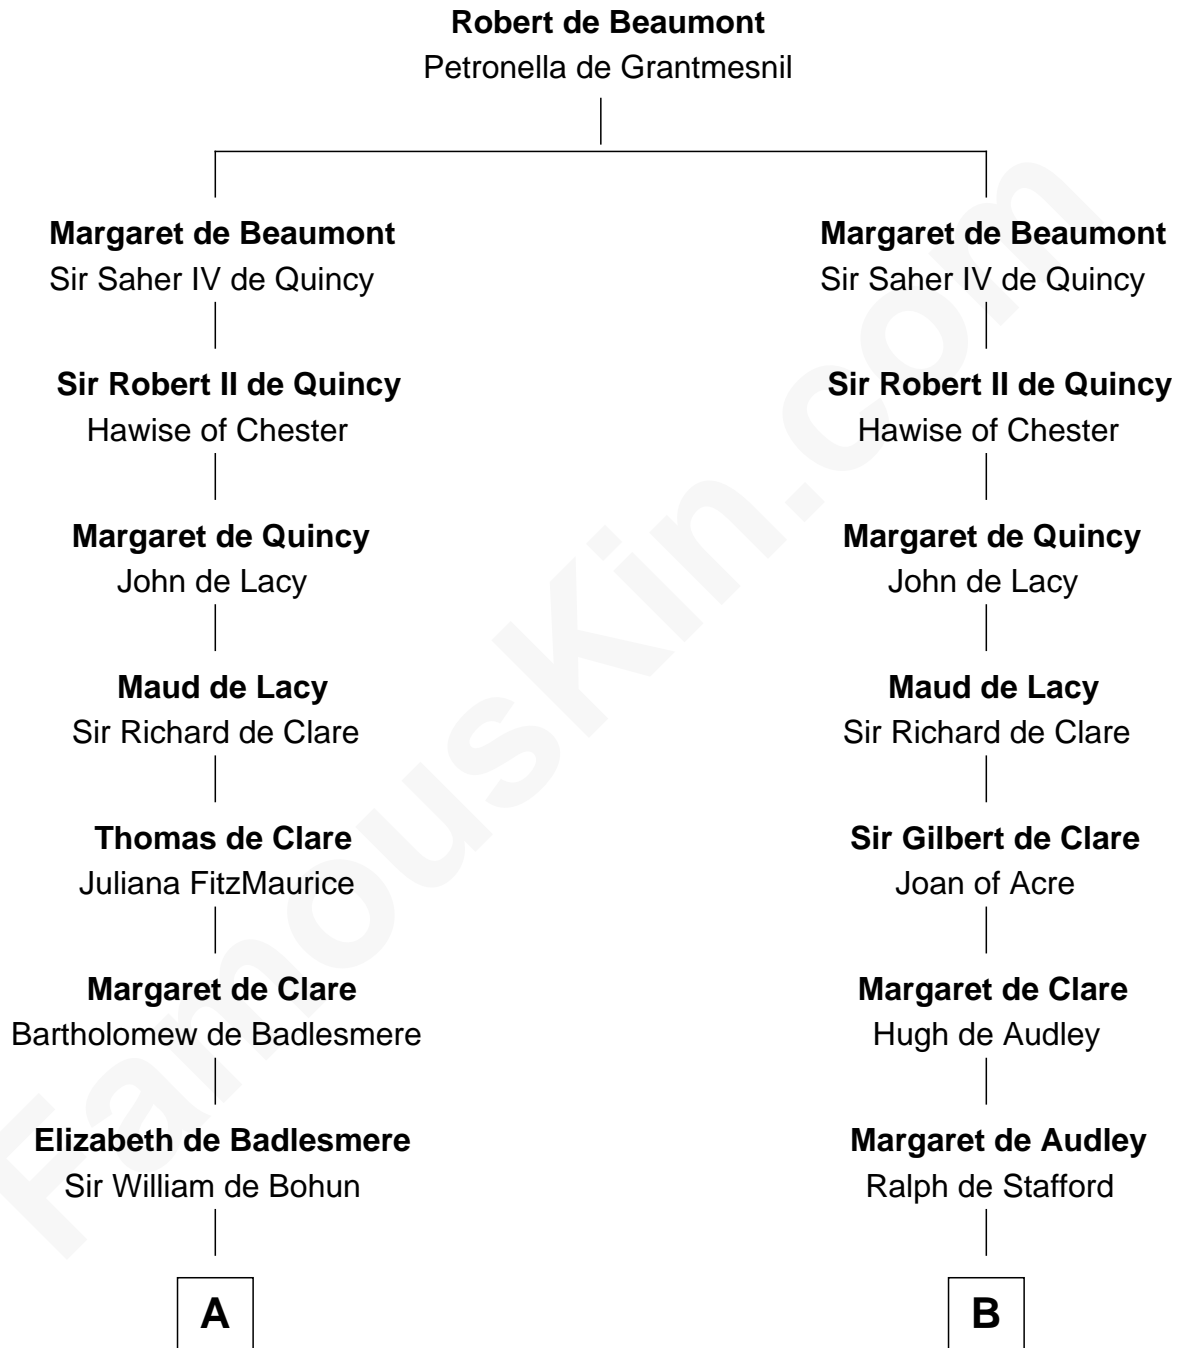 Robert de Beaumont
Petronella de Grantmesnil
Margaret de Beaumont
Sir Saher IV de Quincy
Margaret de Beaumont
Sir Saher IV de Quincy
Sir Robert II de Quincy
Hawise of Chester
Sir Robert II de Quincy
Hawise of Chester
Margaret de Quincy
John de Lacy
Margaret de Quincy
John de Lacy
Maud de Lacy
Sir Richard de Clare
Maud de Lacy
Sir Richard de Clare
Thomas de Clare
Juliana FitzMaurice
Sir Gilbert de Clare
Joan of Acre
Margaret de Clare
Bartholomew de Badlesmere
Margaret de Clare
Hugh de Audley
Elizabeth de Badlesmere
Sir William de Bohun
Margaret de Audley
Ralph de Stafford
A
B
FamousKin.com